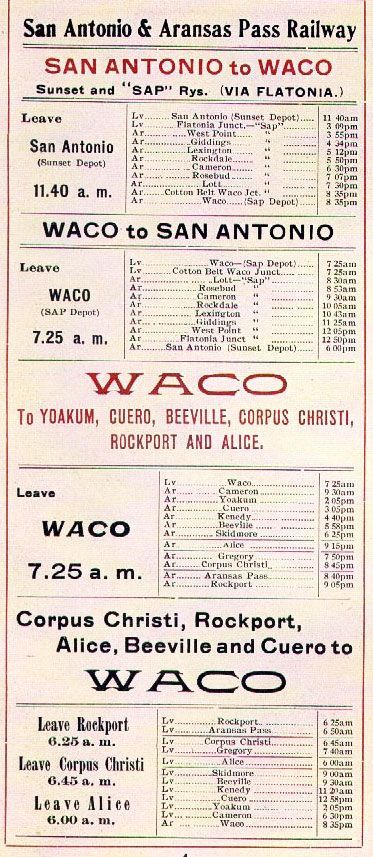 San Antonio & Aransas Pass Railway
SAN ANTONIO to WACO
Sunset and "SAP" Rys. (VIA FLATONIA.)
Leave
San Antonio
(Sunset Depot)
11.40 a. m.
Lv........San Antonio (Sunset Depot)..... 11 40am
Lv........Flatonia Junct.—"Sap"......... 3 09pm
Ar............West Point...... " ............ 3 55pm
Ar............Giddings........ " ............ 4 34pm
Ar............Lexington....... " ............ 5 12pm
Ar............Rockdale........ " ............ 5 50pm
Ar............Cameron......... " ............ 6 30pm
Ar............Rosebud......... " ............ 7 07pm
Ar............Lott............ " ............ 7 30pm
Ar......Cotton Belt Waco Jct. " ............ 8 35pm
Ar............Waco......(Sap Depot)......... 8 35pm
WACO to SAN ANTONIO
Leave
WACO
(SAP Depot)
7.25 a. m.
Lv............Waco—(Sap Depot)......... 7 25am
Lv........Cotton Belt Waco Junct......... 7 25am
Ar............Lott—"Sap"............ 8 30am
Ar............Rosebud " ............ 8 53am
Ar............Cameron " ............ 9 30am
Ar............Rockdale " ............ 10 05am
Ar............Lexington " ............ 10 43am
Ar............Giddings " ............ 11 25am
Ar............West Point " ............ 12 05pm
Ar............Flatonia Junct " ............ 12 50pm
Ar........San Antonio (Sunset Depot)..... 6 00pm
WACO
To YOAKUM, CUERO, BEEVILLE, CORPUS CHRISTI,
ROCKPORT AND ALICE.
Leave
WACO
7.25 a. m.
Lv............Waco............ 7 25am
Ar............Cameron............ 9 30am
Ar............Yoakum............ 2 05pm
Ar............Cuero............ 3 05pm
Ar............Kenedy............ 4 40pm
Ar............Beeville............ 5 58pm
Ar............Skidmore............ 6 25pm
Ar............Alice............ 9 15pm
Ar............Gregory............ 7 50pm
Ar............Corpus Christi............ 8 45pm
Ar............Aransas Pass............ 8 40pm
Ar............Rockport............ 9 05pm
Corpus Christi, Rockport,
Alice, Beeville and Cuero to
WACO
Leave Rockport
6.25 a. m.
Leave Corpus Christi
6.45 a. m.
Leave Alice
6.00 a. m.
Lv............Rockport............ 6 25am
Lv............Aransas Pass............ 6 50am
Lv............Corpus Christi............ 6 45am
Lv............Gregory............ 7 40am
Lv............Alice............ 6 00am
Lv............Skidmore............ 9 00am
Lv............Beeville............ 9 30am
Lv............Kenedy............ 11 20am
Lv............Cuero............ 12 58pm
Lv............Yoakum............ 2 05pm
Lv............Cameron............ 6 30pm
Ar............Waco............ 8 35pm